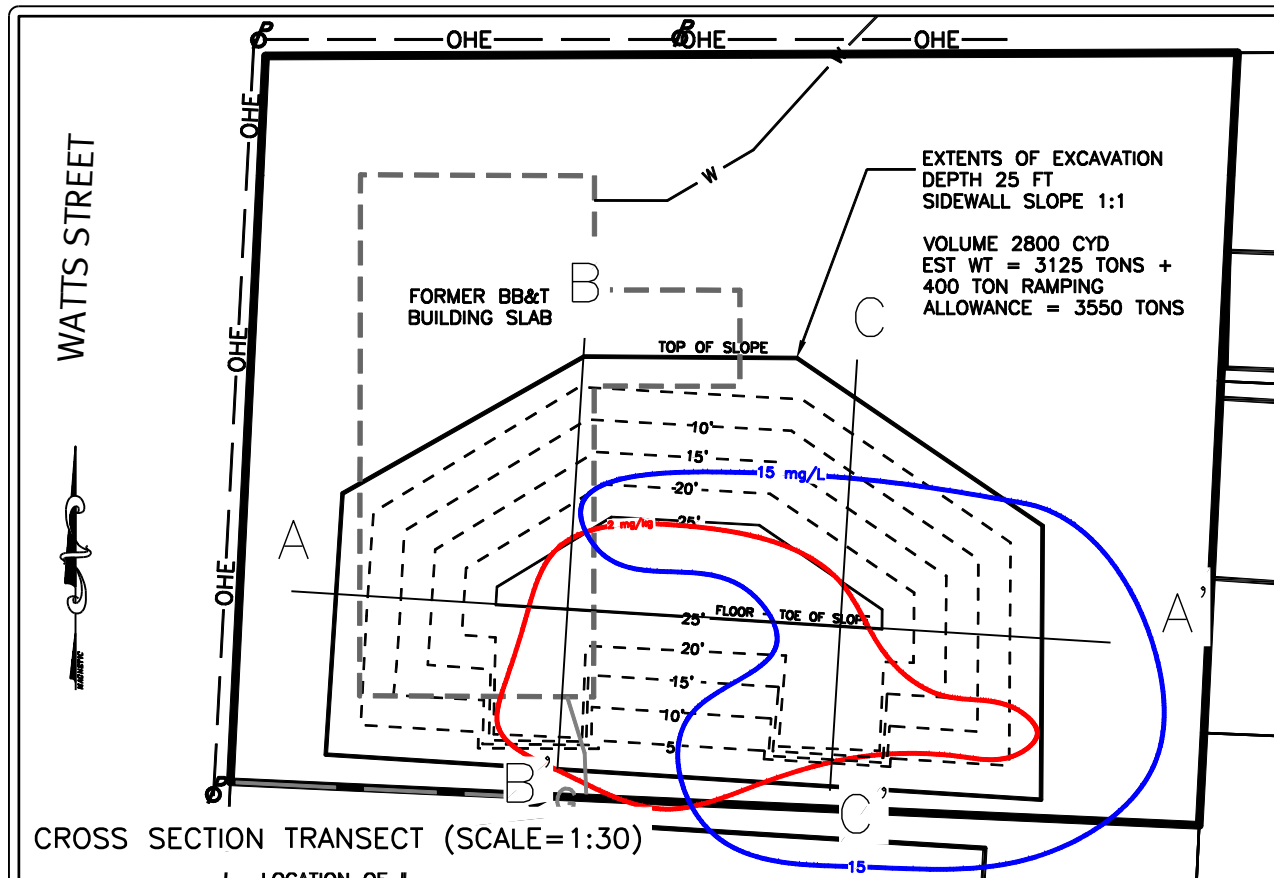 P
P
OHE
OHE
OHE
W
OHE
WATTS STREET
EXTENTS OF EXCAVATION
DEPTH 25 FT
SIDEWALL SLOPE 1:1
W
VOLUME 2800 CYD
EST WT = 3125 TONS +
400 TON RAMPING
ALLOWANCE = 3550 TONS
B
FORMER BB&T
BUILDING SLAB
C
OHE
TOP OF SLOPE
10'
15'
15 mg/L
20'
25'
2 mg/kg
A
OHE
A'
25'
FLOOR - TOE OF SLOPE
20'
MAGNETIC
15'
10'
5'
B'
C'
P
CROSS SECTION TRANSECT (SCALE=1:30)
15
LOCATION OF